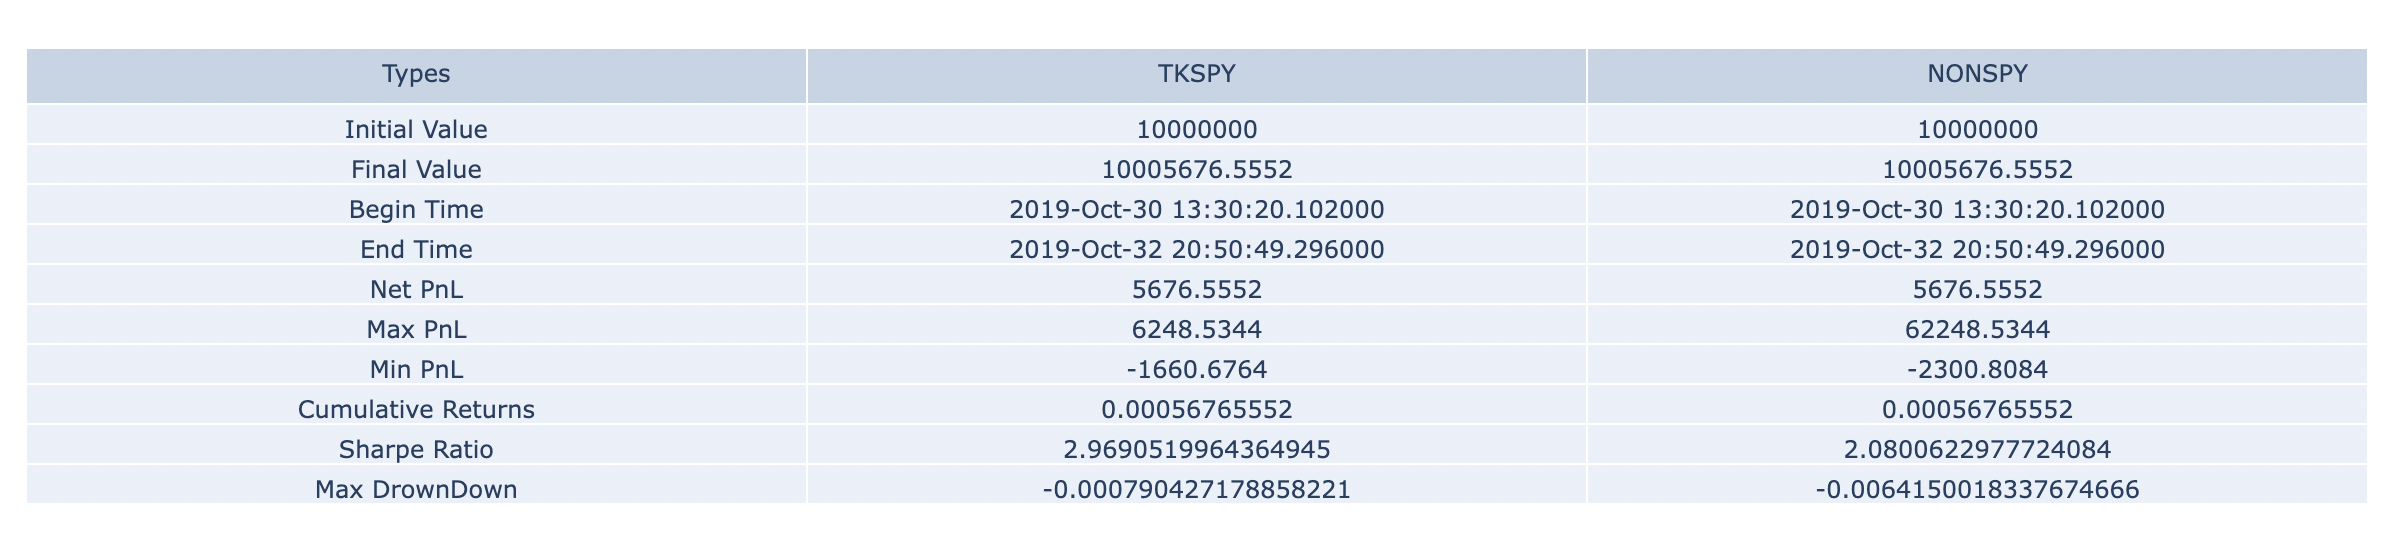 Types TKSPY NONSPY
Initial Value 10000000 10000000
Final Value 10005676.5552 10005676.5552
Begin Time 2019-Oct-30 13:30:20.102000 2019-Oct-30 13:30:20.102000
End Time 2019-Oct-32 20:50:49.296000 2019-Oct-32 20:50:49.296000
Net PnL 5676.5552 5676.5552
Max PnL 6248.5344 62248.5344
Min PnL -1660.6764 -2300.8084
Cumulative Returns 0.00056765552 0.00056765552
Sharpe Ratio 2.9690519964364945 2.0800622977724084
Max DrownDown -0.000790427178858221 -0.0064150018337674666